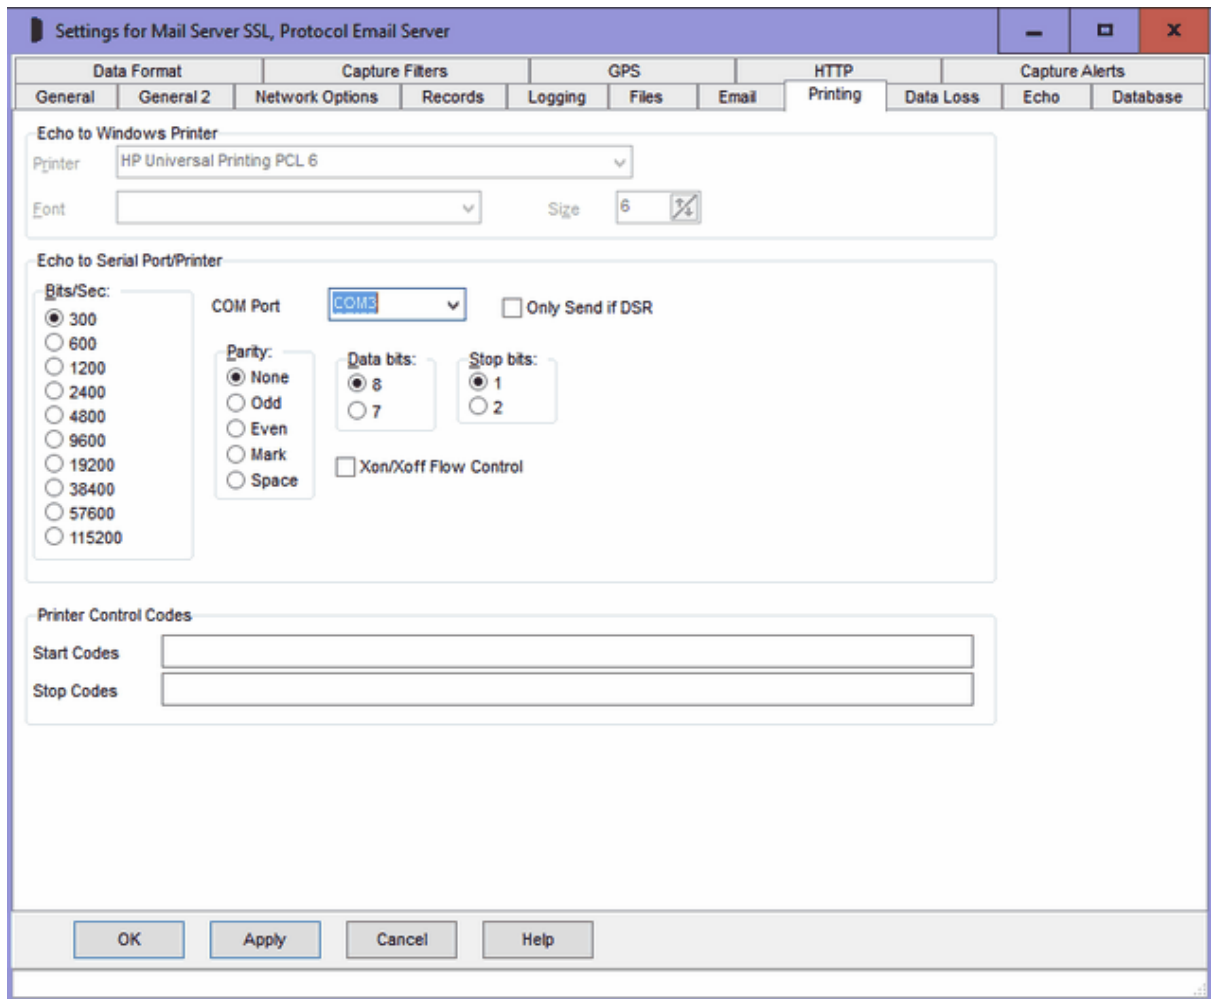 Settings for Mail Server SSL, Protocol Email Server
Data Format Capture Filters GPS HTTP Capture Alerts
General General 2 Network Options Records Logging Files Email Printing Data Loss Echo Database
Echo to Windows Printer
Printer HP Universal Printing PCL 6
Font Size 6
Echo to Serial Port/Printer
Bits/Sec:
300
600
1200
2400
4800
9600
19200
38400
57600
115200
COM Port COM3 Only Send if DSR
Parity:
None
Odd
Even
Mark
Space
Data bits:
8
7
Stop bits:
1
2
Xon/Xoff Flow Control
Printer Control Codes
Start Codes
Stop Codes
OK Apply Cancel Help